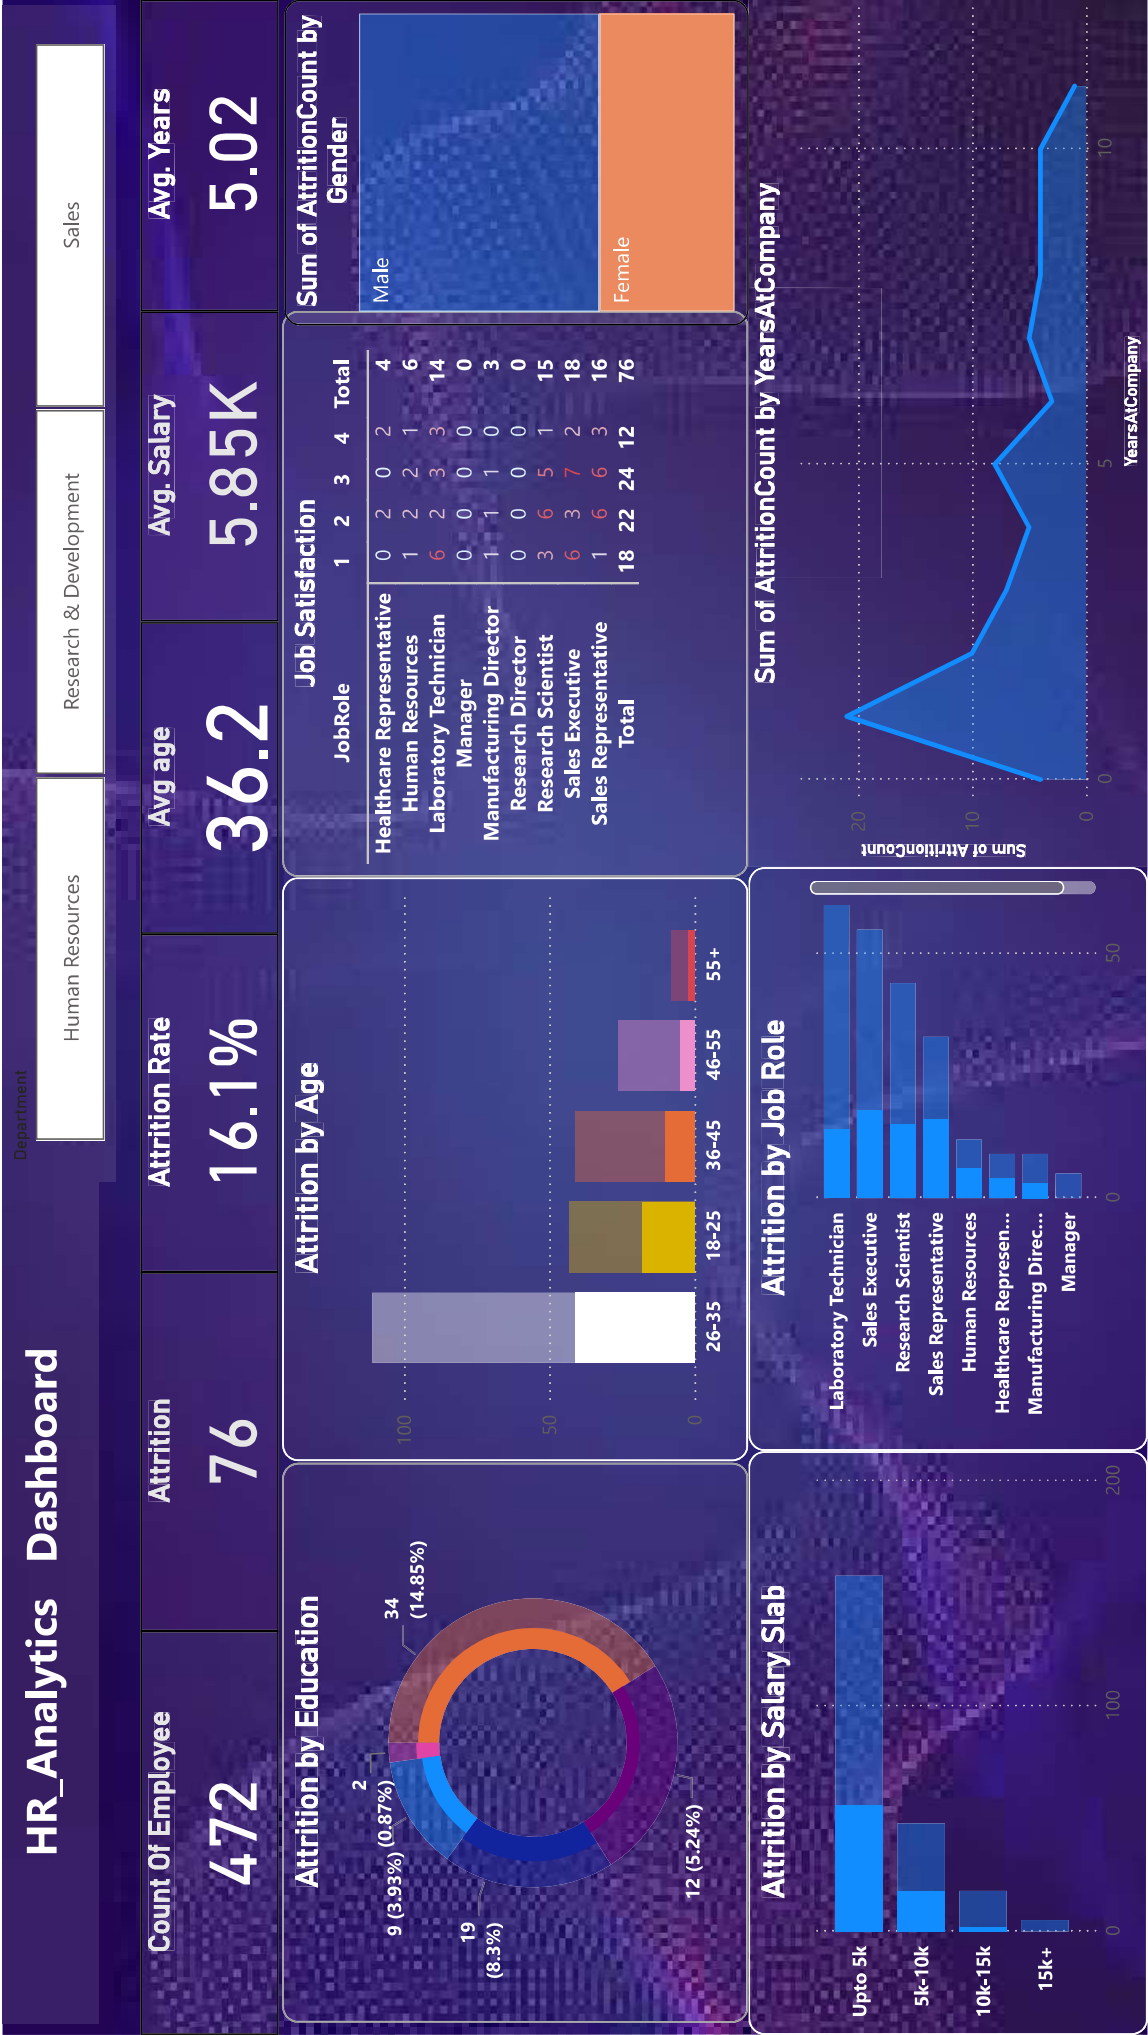 HR_Analytics Dashboard
Department
Human Resources
Research & Development
Sales
Count Of Employee
472
Attrition
76
Attrition Rate
16.1%
Avg age
36.2
Avg. Salary
5.85K
Avg. Years
5.02
Attrition by Education
34
(14.85%)
12 (5.24%)
19
(8.3%)
9 (3.93%)
2
(0.87%)
Attrition by Age
100
50
0
26-35
18-25
36-45
46-55
55+
Job Satisfaction
JobRole 1 2 3 4 Total
Healthcare Representative 0 2 0 2 4
Human Resources 1 2 2 1 6
Laboratory Technician 6 2 3 3 14
Manager 0 0 0 0 0
Manufacturing Director 1 1 1 0 3
Research Director 0 0 0 0 0
Research Scientist 3 6 5 1 15
Sales Executive 6 3 7 2 18
Sales Representative 1 6 6 3 16
Total 18 22 24 12 76
Sum of AttritionCount by
Gender
Male
Female
Attrition by Salary Slab
Upto 5k
5k-10k
10k-15k
15k+
0
100
200
Attrition by Job Role
Laboratory Technician
Sales Executive
Research Scientist
Sales Representative
Human Resources
Healthcare Represen...
Manufacturing Direc...
Manager
0
50
Sum of AttritionCount by YearsAtCompany
Sum of AttritionCount
20
10
0
0
5
10
YearsAtCompany